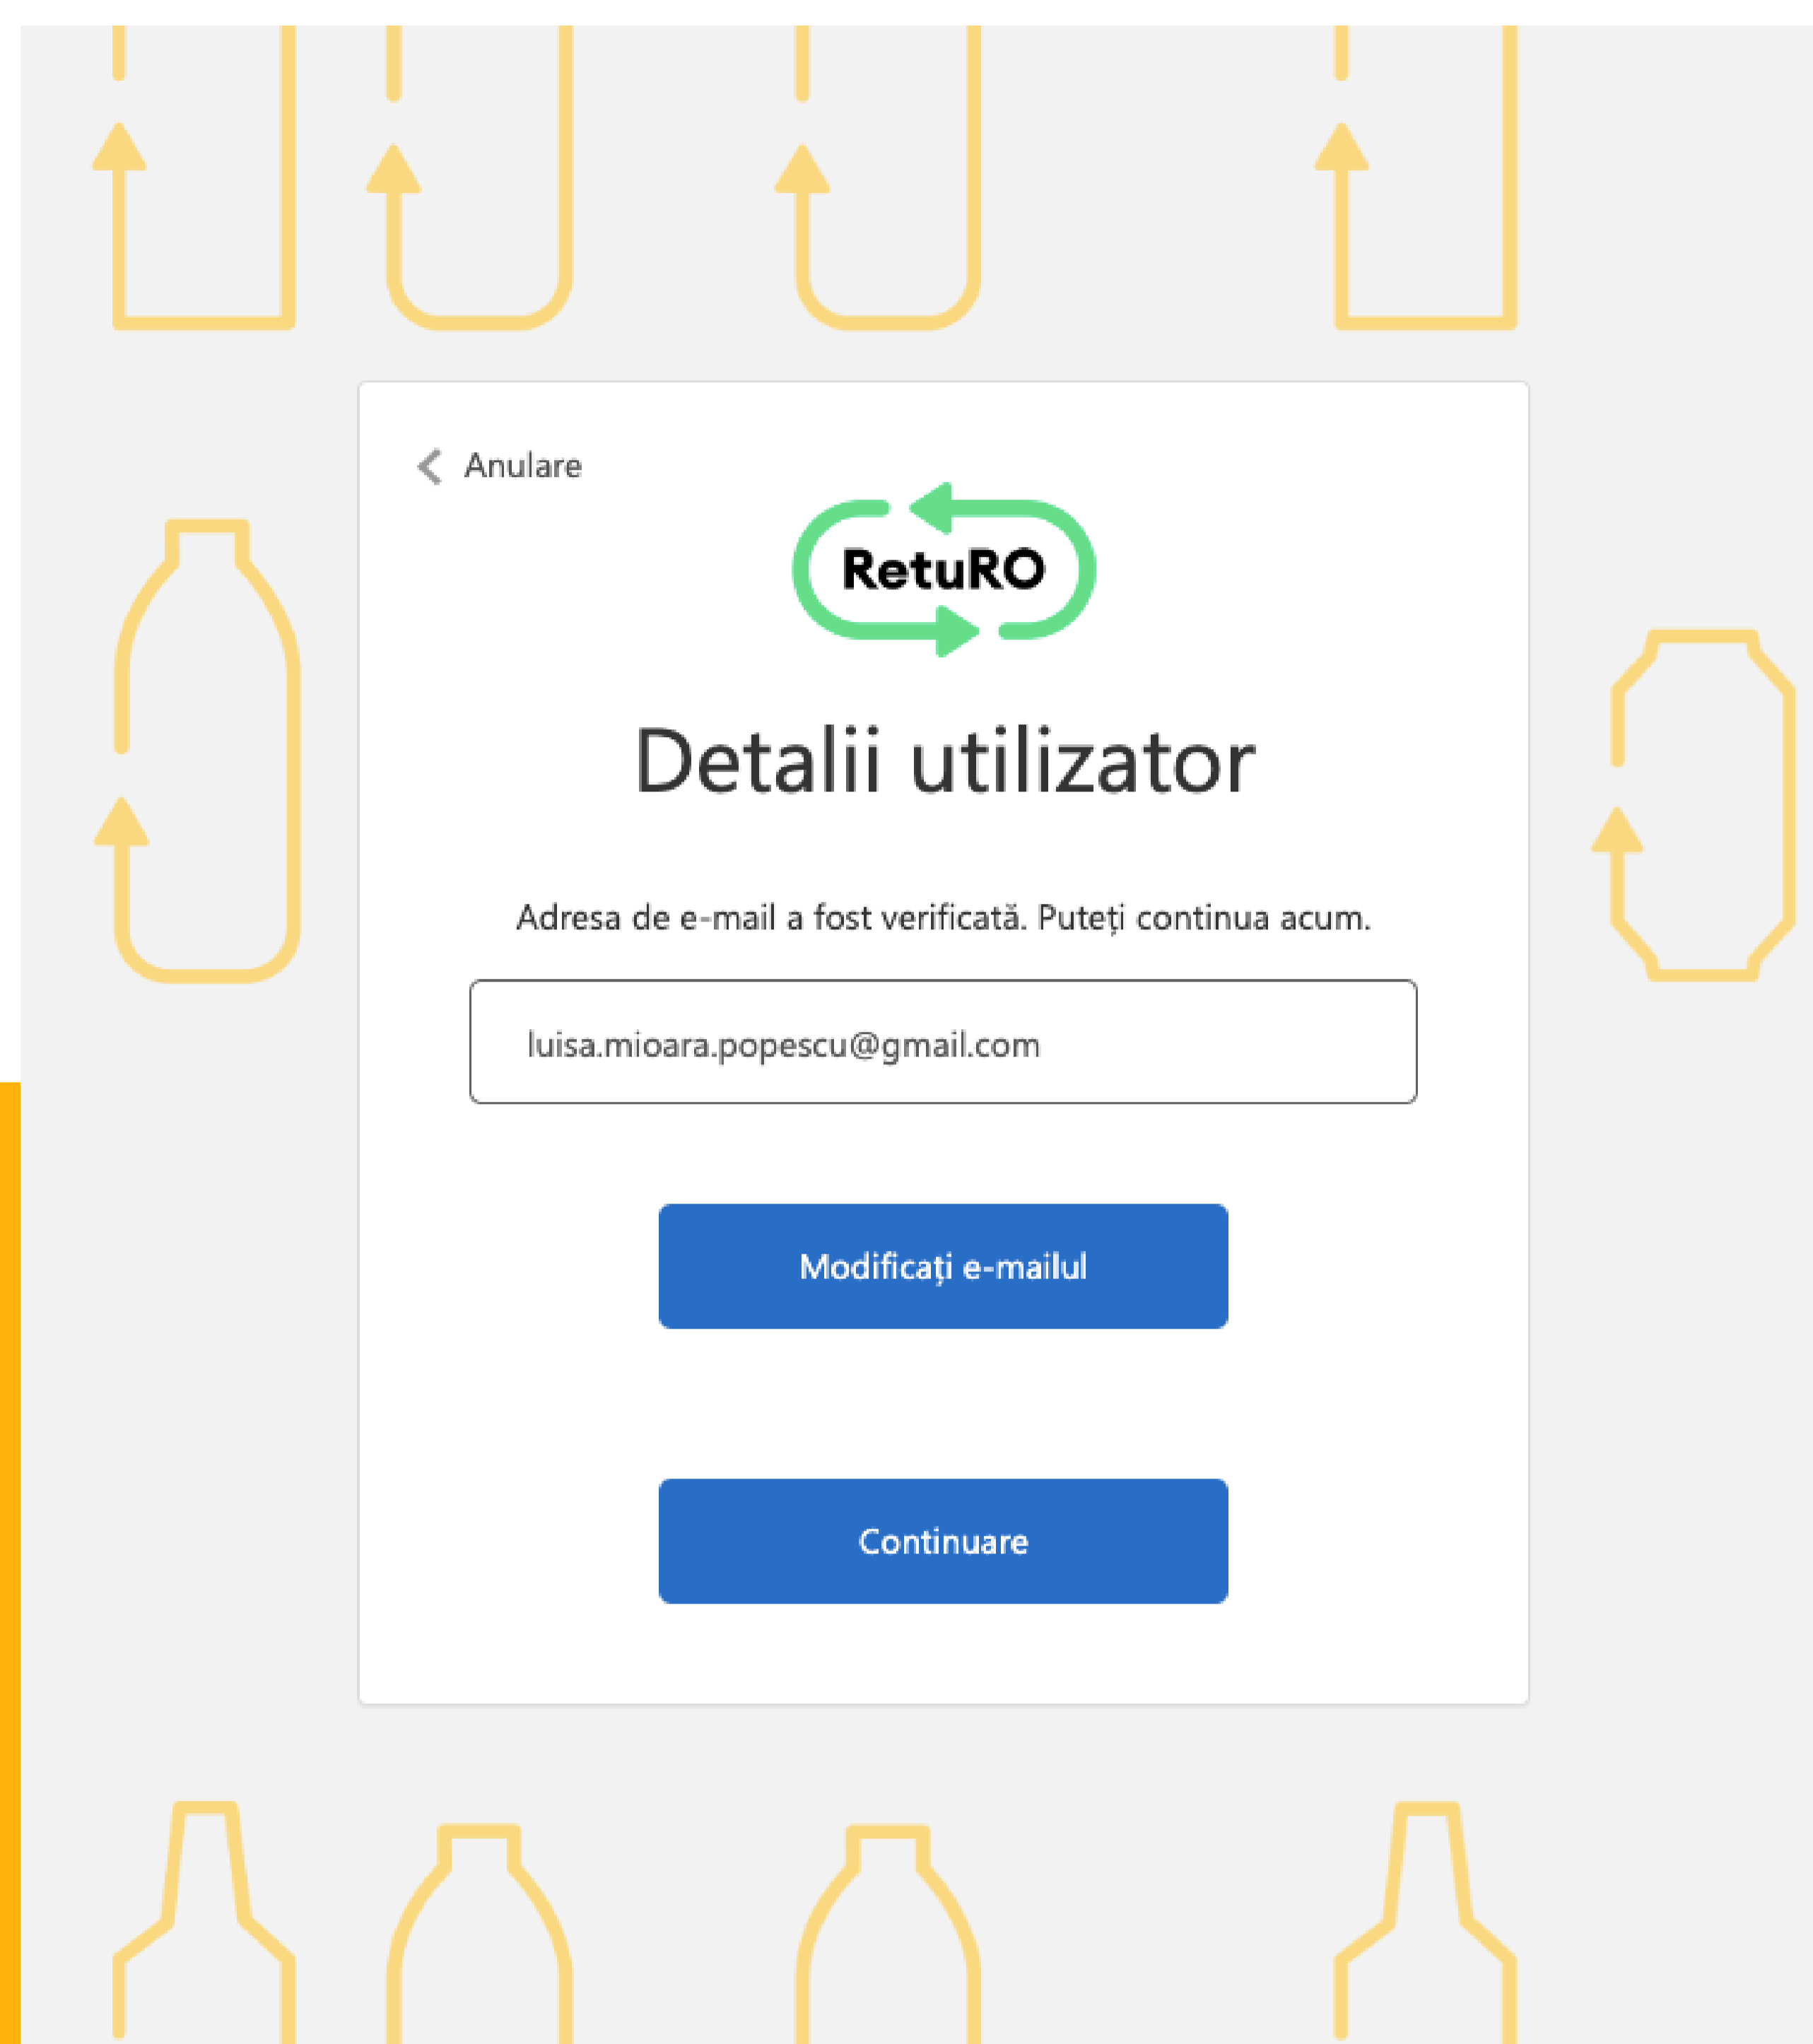 Anulare
RetuRO
Detalii utilizator
Adresa de e-mail a fost verificată. Puteți continua acum.
luisa.mioara.popescu@gmail.com
Modificați e-mailul
Continuare